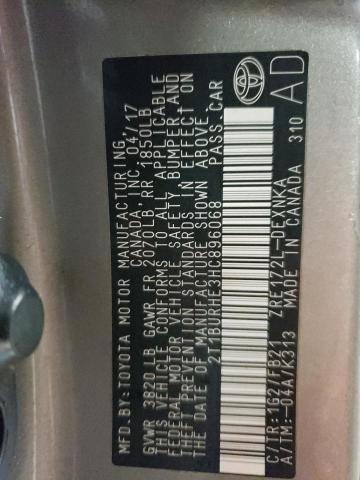 MFD. BY: TOYOTA MOTOR MANUFACTURING,
CANADA, INC. 04/17
GVWR 3820 LB GAWR FR 2070LB RR 1850LB
THIS VEHICLE CONFORMS TO ALL APPLICABLE
FEDERAL MOTOR VEHICLE SAFETY, BUMPER, AND
THEFT PREVENTION STANDARDS IN EFFECT ON
THE DATE OF MANUFACTURE SHOWN ABOVE.
2T1BURHE3HC896068 PASS. CAR
C/TR: 1G2/FB21 ZRE172L-DEXNKA
A/TM: -04A/K313 MADE IN CANADA 310
AD